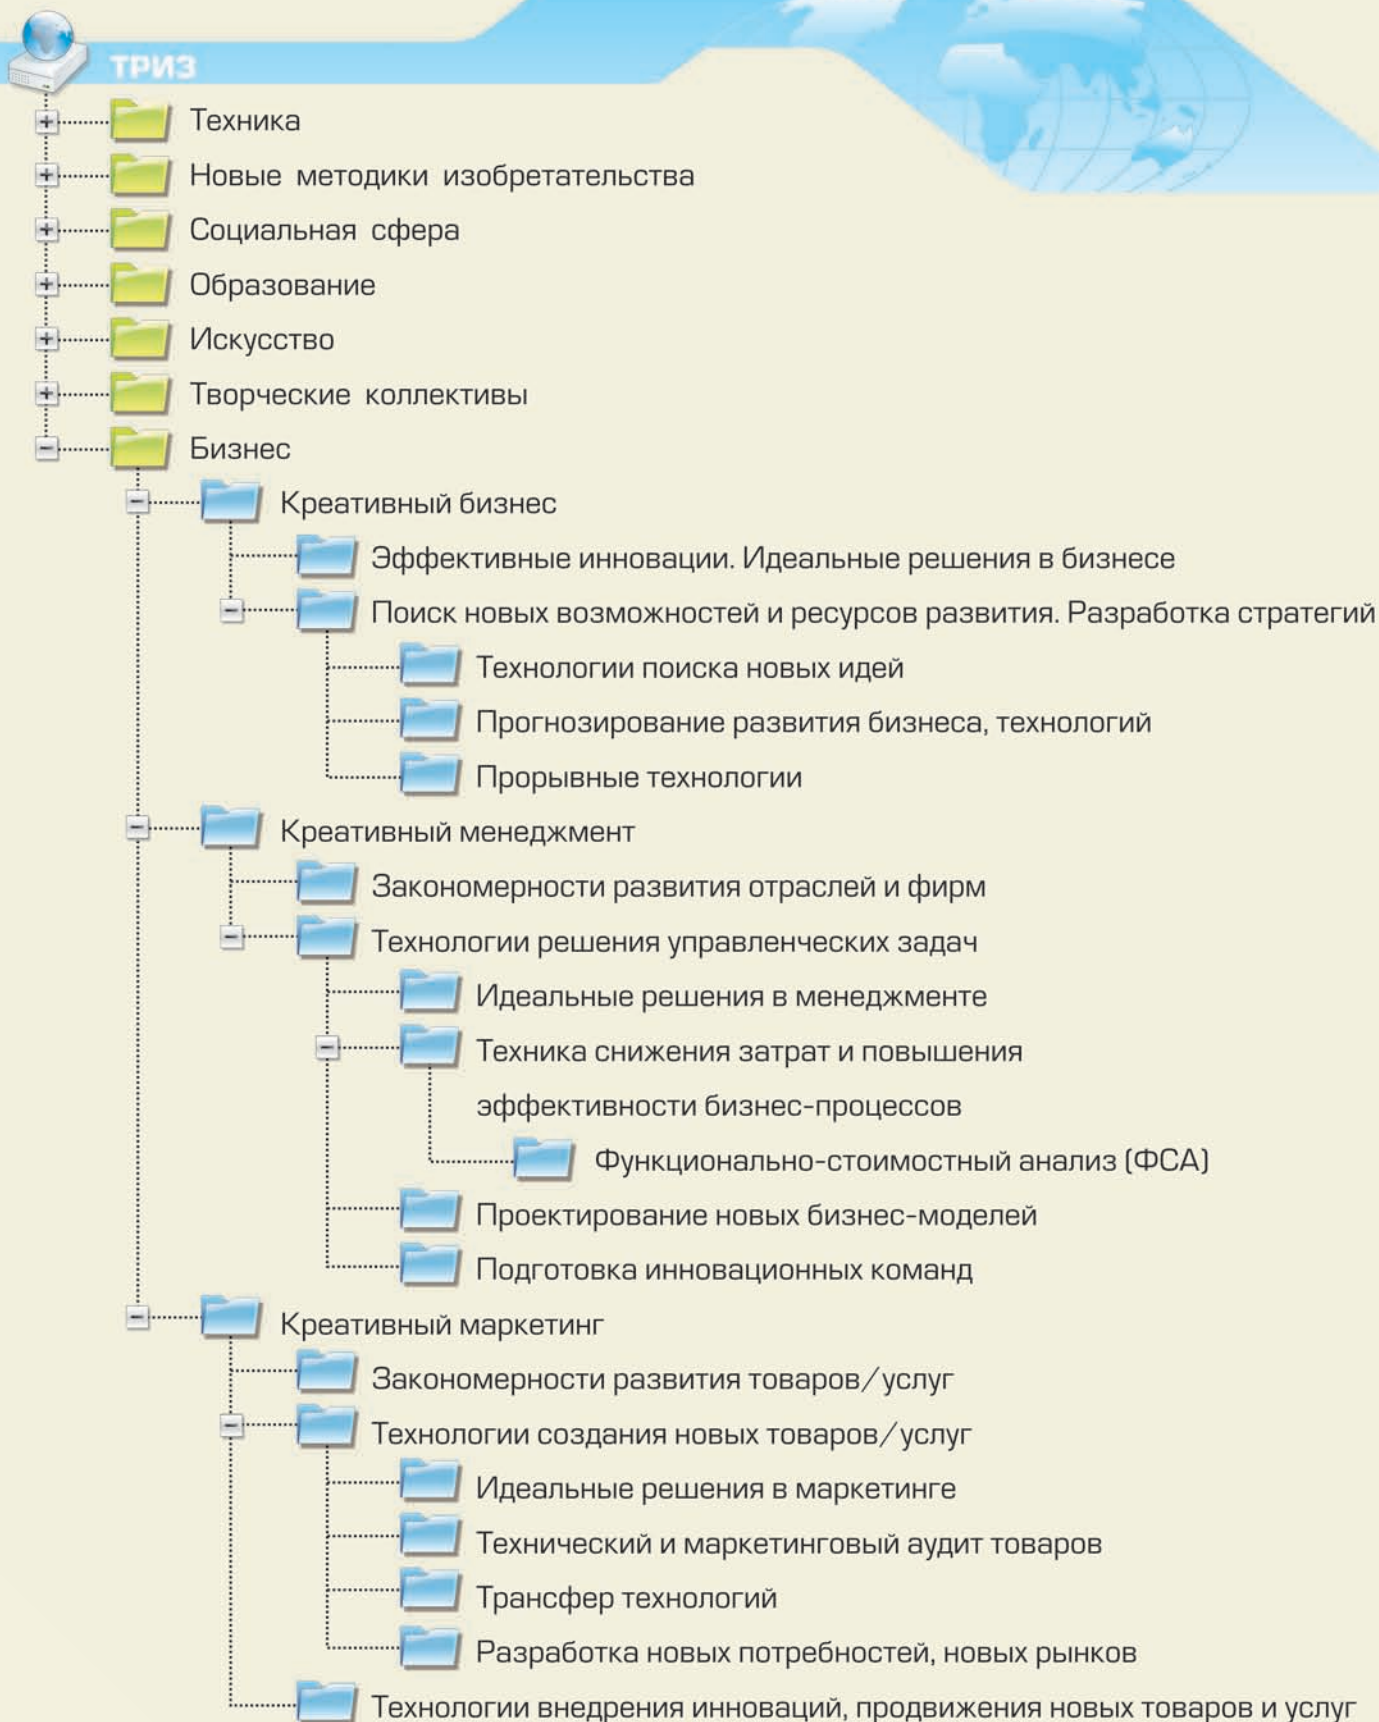 ТРИЗ
Техника
Новые методики изобретательства
Социальная сфера
Образование
Искусство
Творческие коллективы
Бизнес
Креативный бизнес
Эффективные инновации. Идеальные решения в бизнесе
Поиск новых возможностей и ресурсов развития. Разработка стратегий
Технологии поиска новых идей
Прогнозирование развития бизнеса, технологий
Прорывные технологии
Креативный менеджмент
Закономерности развития отраслей и фирм
Технологии решения управленческих задач
Идеальные решения в менеджменте
Техника снижения затрат и повышения
эффективности бизнес-процессов
Функционально-стоимостный анализ (ФСА)
Проектирование новых бизнес-моделей
Подготовка инновационных команд
Креативный маркетинг
Закономерности развития товаров/услуг
Технологии создания новых товаров/услуг
Идеальные решения в маркетинге
Технический и маркетинговый аудит товаров
Трансфер технологий
Разработка новых потребностей, новых рынков
Технологии внедрения инноваций, продвижения новых товаров и услуг